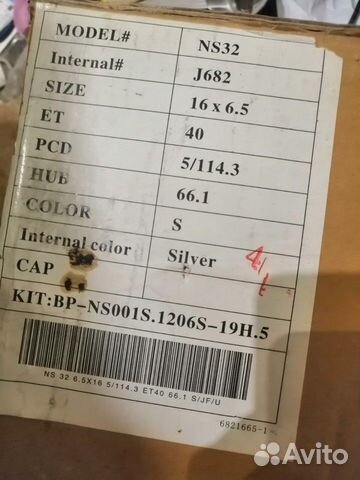 MODEL# NS32
Internal# J682
SIZE 16 x 6.5
ET 40
PCD 5/114.3
HUB 66.1
COLOR S
Internal color Silver
CAP
KIT:BP-NS001S.1206S-19H.5
NS 32 6.5X16 5/114.3 ET40 66.1 S/JF/U
6821665-1
Avito